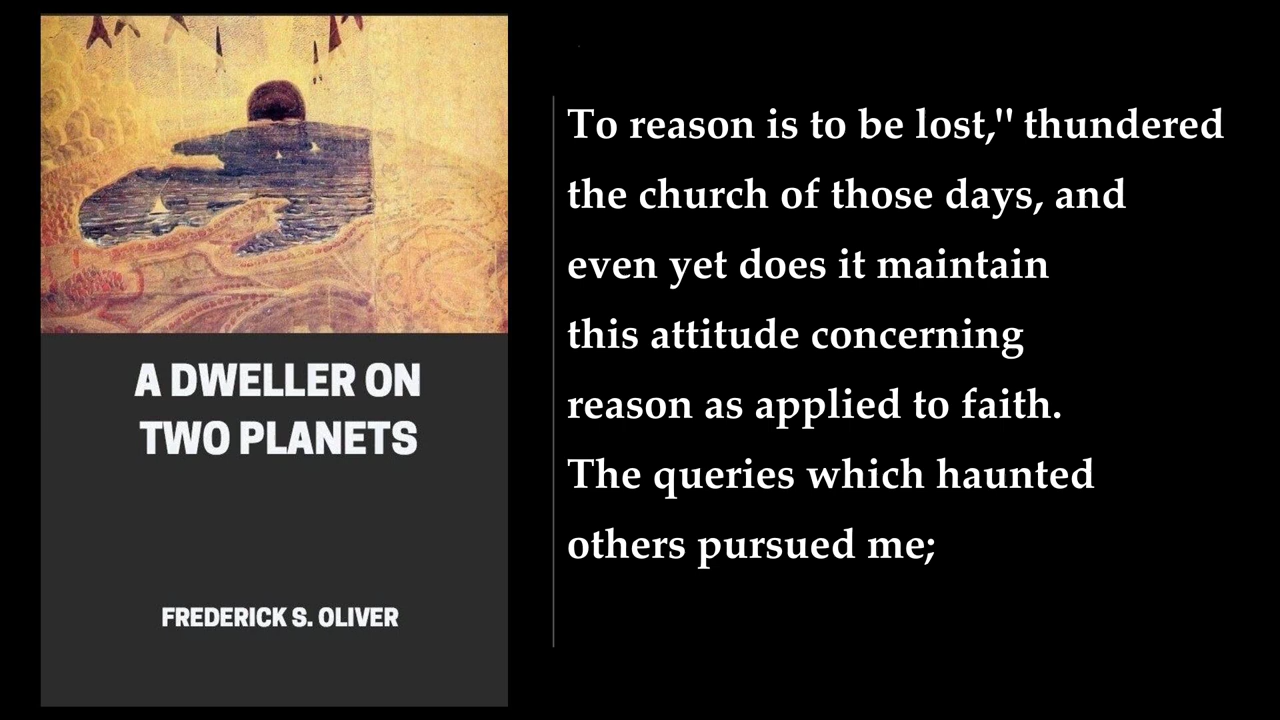 A DWELLER ON
TWO PLANETS
FREDERICK S. OLIVER
To reason is to be lost," thundered
the church of those days, and
even yet does it maintain
this attitude concerning
reason as applied to faith.
The queries which haunted
others pursued me;